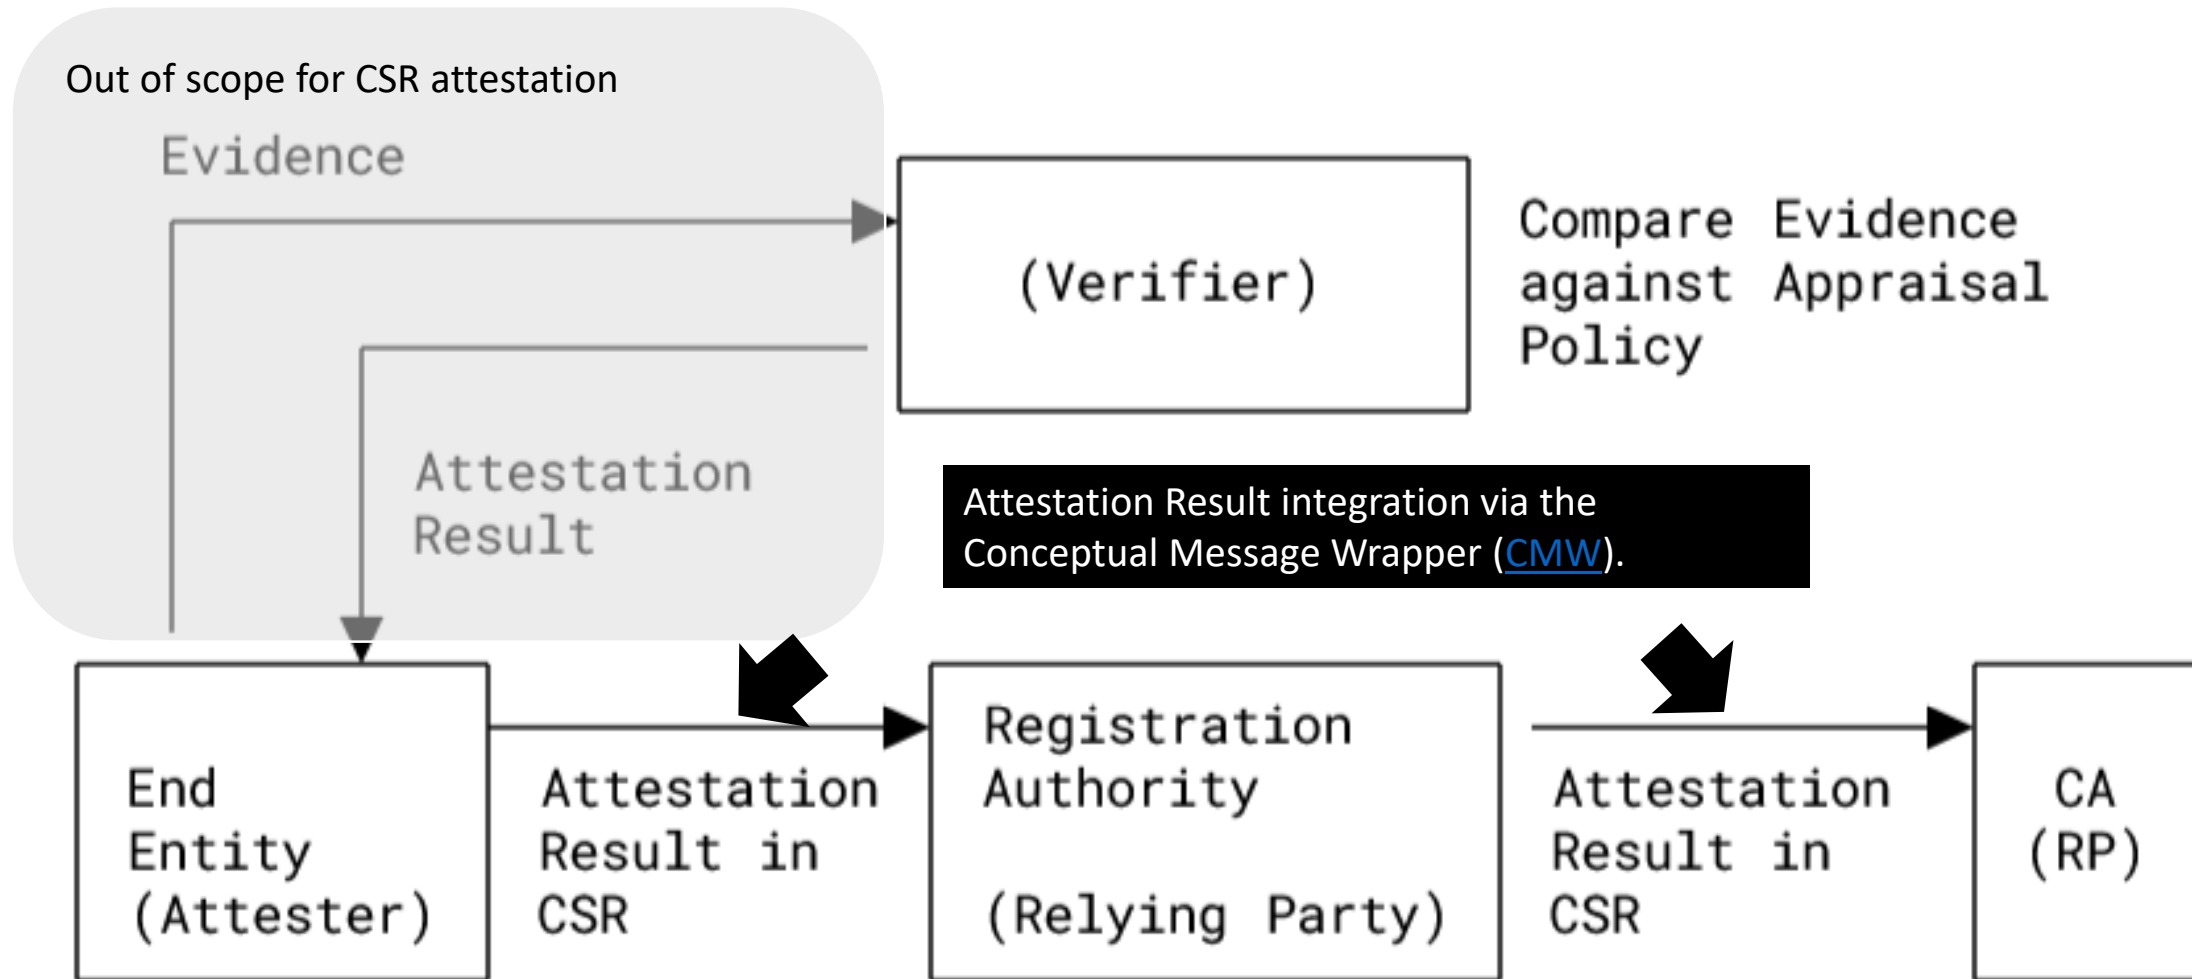 Out of scope for CSR attestation
Evidence
(Verifier)
Compare Evidence
against Appraisal
Policy
Attestation
Result
Attestation Result integration via the
Conceptual Message Wrapper (CMW).
End
Entity
(Attester)
Attestation
Result in
CSR
Registration
Authority
(Relying Party)
Attestation
Result in
CSR
CA
(RP)